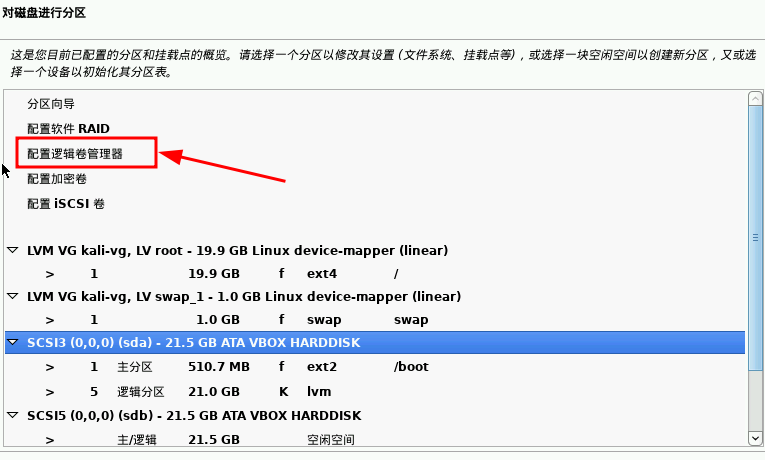 对磁盘进行分区
这是您目前已配置的分区和挂载点的概览。请选择一个分区以修改其设置 (文件系统、挂载点等) ，或选择一块空闲空间以创建新分区，又或选
择一个设备以初始化其分区表。
分区向导
配置软件 RAID
配置逻辑卷管理器
配置加密卷
配置 iSCSI 卷
LVM VG kali-vg, LV root - 19.9 GB Linux device-mapper (linear)
> 1 19.9 GB f ext4 /
LVM VG kali-vg, LV swap_1 - 1.0 GB Linux device-mapper (linear)
> 1 1.0 GB f swap swap
SCSI3 (0,0,0) (sda) - 21.5 GB ATA VBOX HARDDISK
> 1 主分区 510.7 MB f ext2 /boot
> 5 逻辑分区 21.0 GB K lvm
SCSI5 (0,0,0) (sdb) - 21.5 GB ATA VBOX HARDDISK
> 主/逻辑 21.5 GB 空闲空间